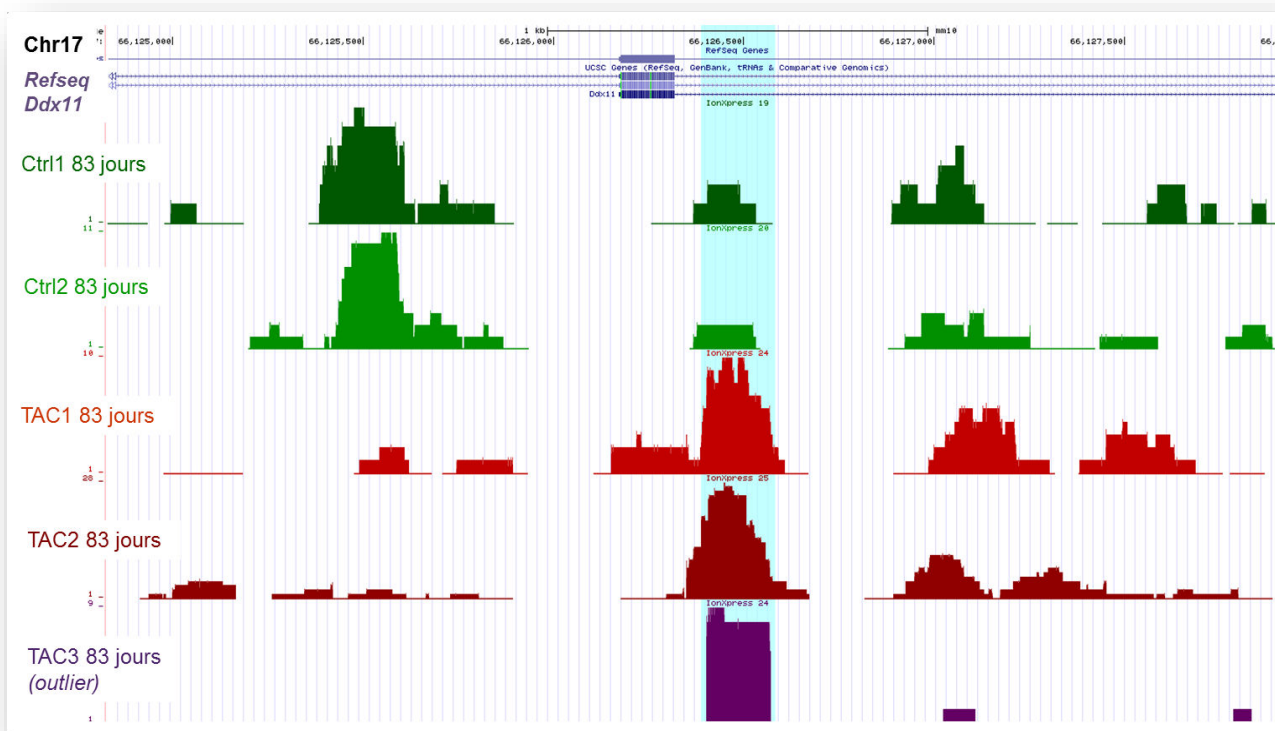 Chr17
1 kb
mm10
66,125,000
66,125,500
66,126,000
66,126,500
66,127,000
66,127,500
66,
RefSeq Genes
UCSC Genes (RefSeq, GenBank, tRNAs & Comparative Genomics)
Refseq
Ddx11
Ddx11
IonXpress 19
Ctrl1 83 jours
1 _
11 _
IonXpress 20
Ctrl2 83 jours
1 _
10 _
IonXpress 24
TAC1 83 jours
1 _
28 _
IonXpress 25
TAC2 83 jours
1 _
9 _
IonXpress 24
TAC3 83 jours
(outlier)
1